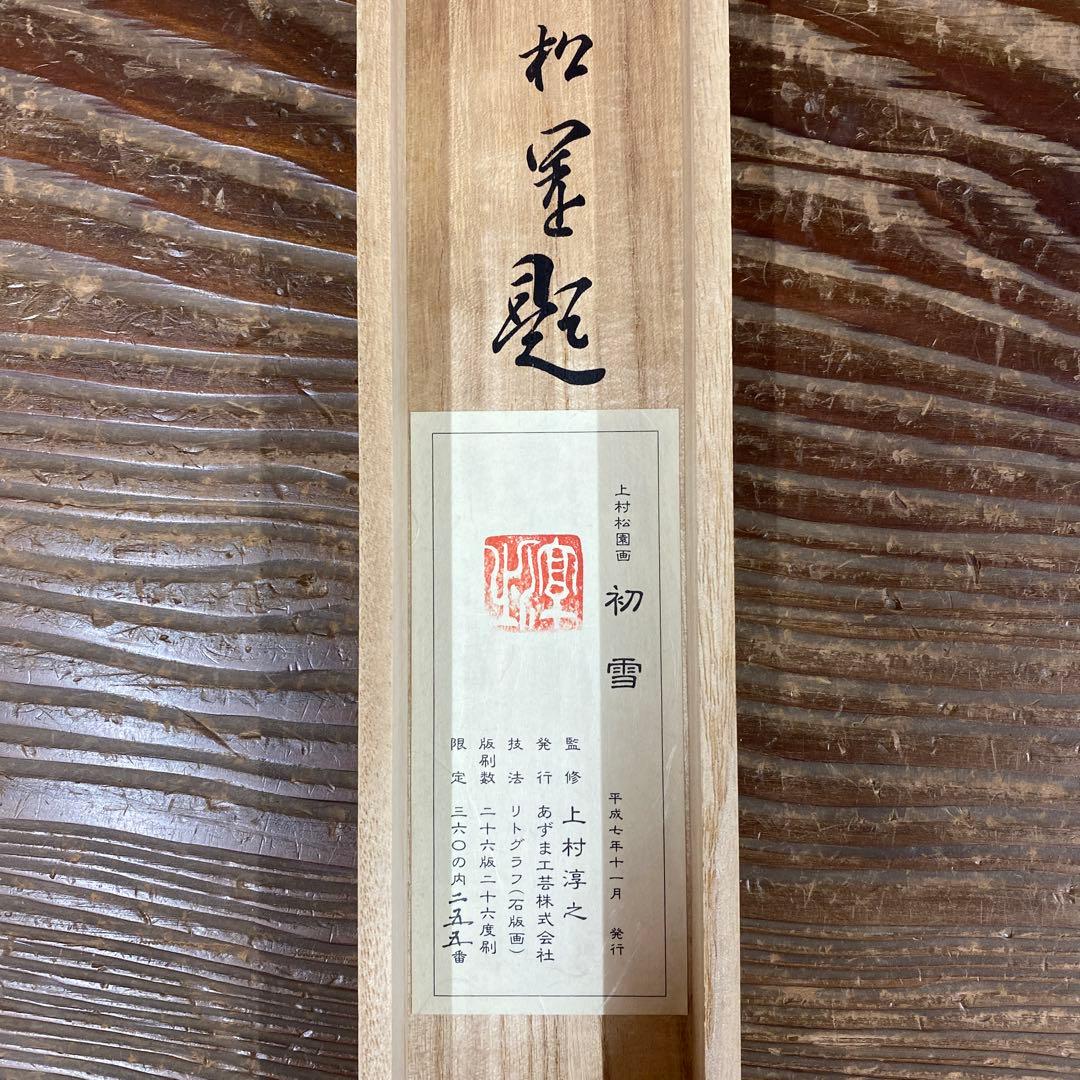 松園題
上村松園画 初雪
平成七年十一月 発行
監修 上村淳之
発行 あずま工芸株式会社
技法 リトグラフ(石版画)
版刷数 二十六版二十六度刷
限定 三六〇の内二五五番
淳之